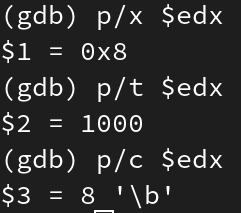 (gdb) p/x $edx
$1 = 0x8
(gdb) p/t $edx
$2 = 1000
(gdb) p/c $edx
$3 = 8 '\b'